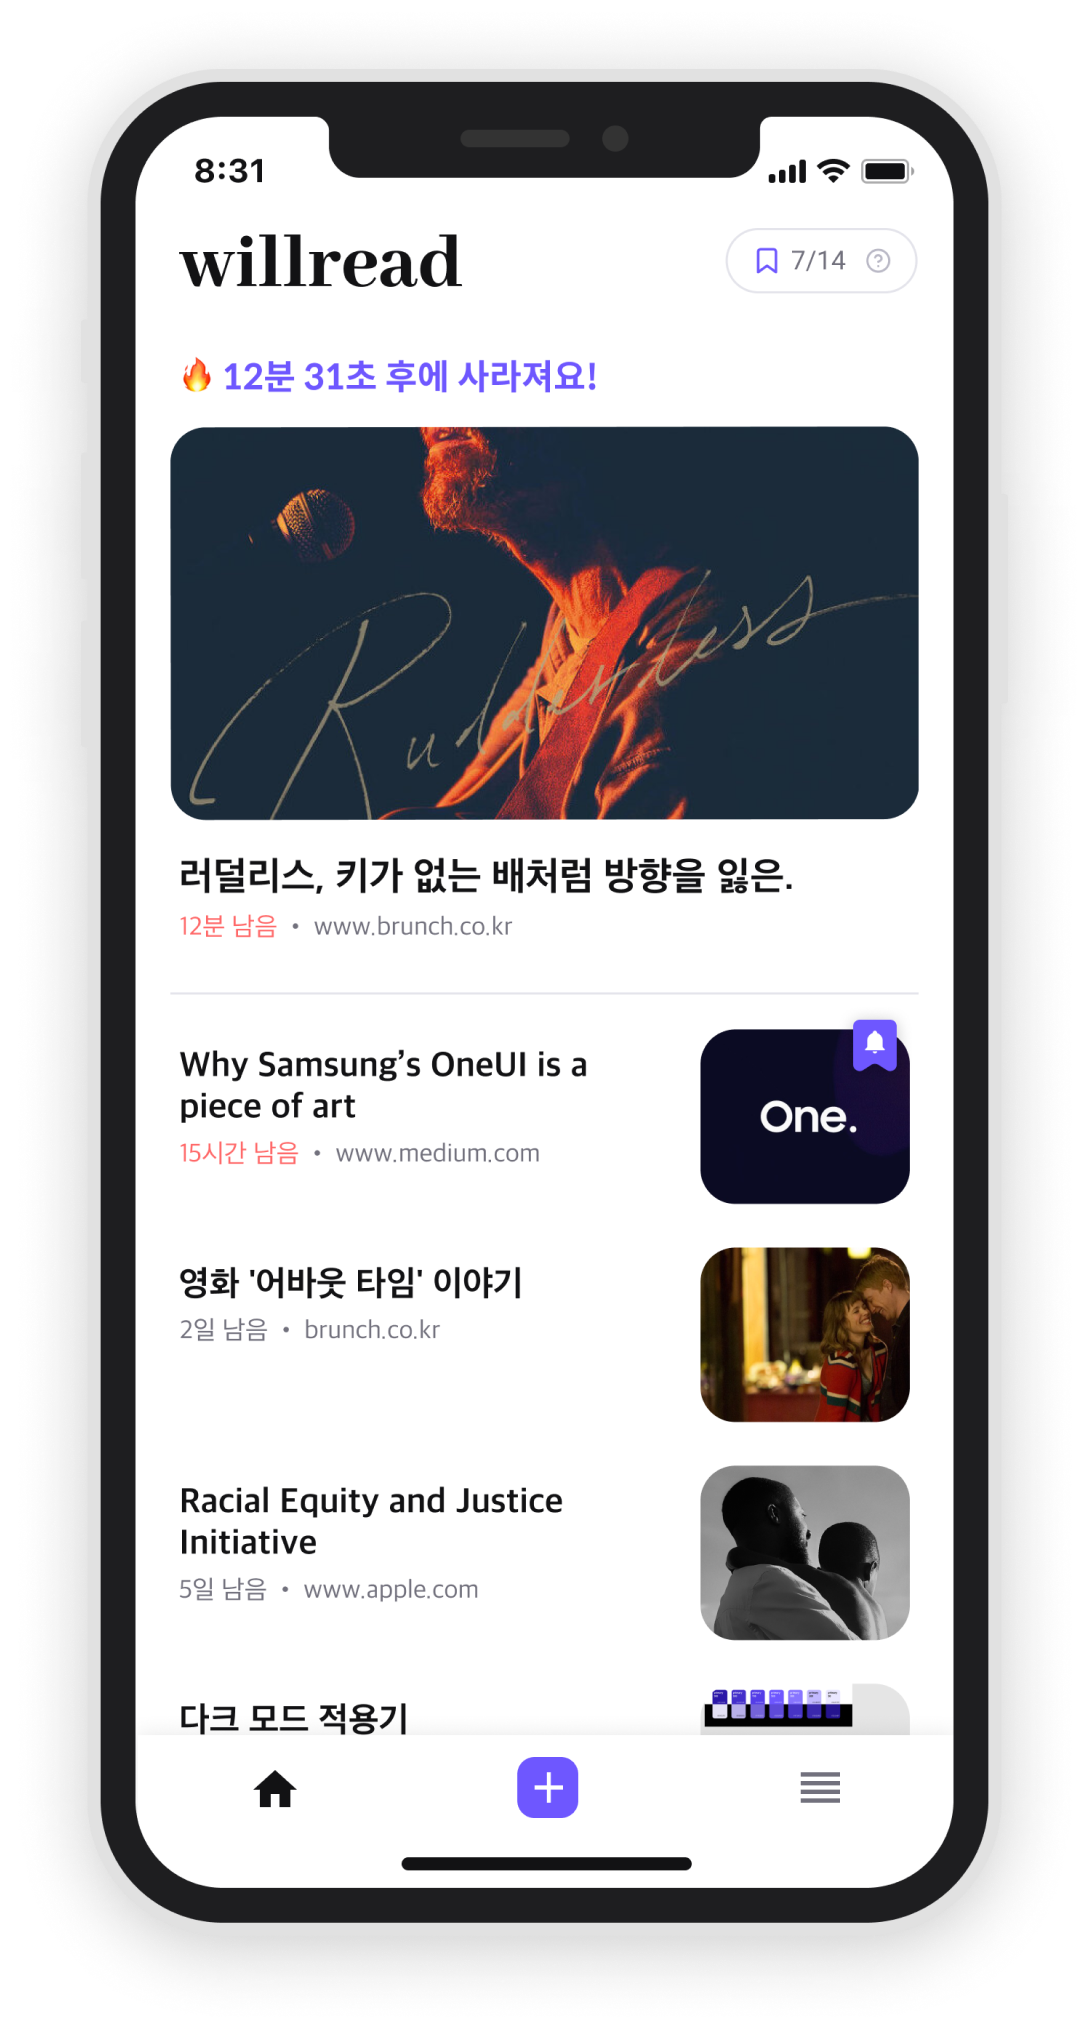 8:31
willread
7/14
12분 31초 후에 사라져요!
Rudderless
러덜리스, 키가 없는 배처럼 방향을 잃은.
12분 남음 • www.brunch.co.kr
Why Samsung’s OneUI is a
piece of art
15시간 남음 • www.medium.com
One.
영화 '어바웃 타임' 이야기
2일 남음 • brunch.co.kr
Racial Equity and Justice
Initiative
5일 남음 • www.apple.com
다크 모드 적용기